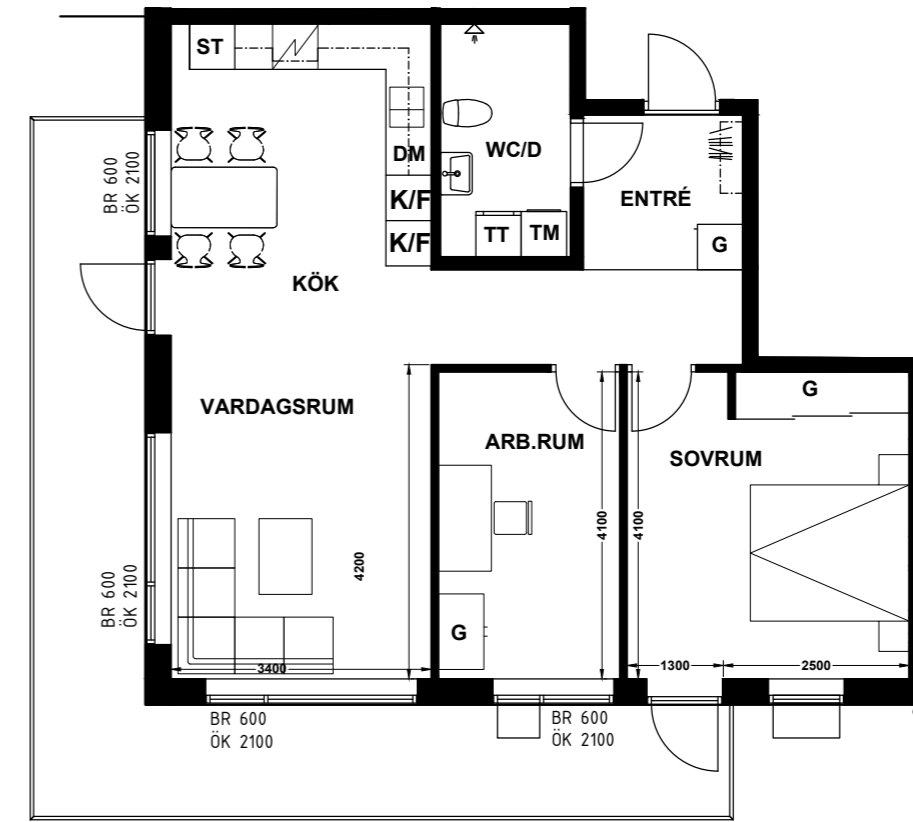 ST
DM
K/F
K/F
WC/D
TT
TM
ENTRÉ
G
BR 600
ÖK 2100
KÖK
VARDAGSRUM
ARB.RUM
SOVRUM
G
BR 600
ÖK 2100
4200
4100
4100
G
3400
1300
2500
BR 600
ÖK 2100
BR 600
ÖK 2100